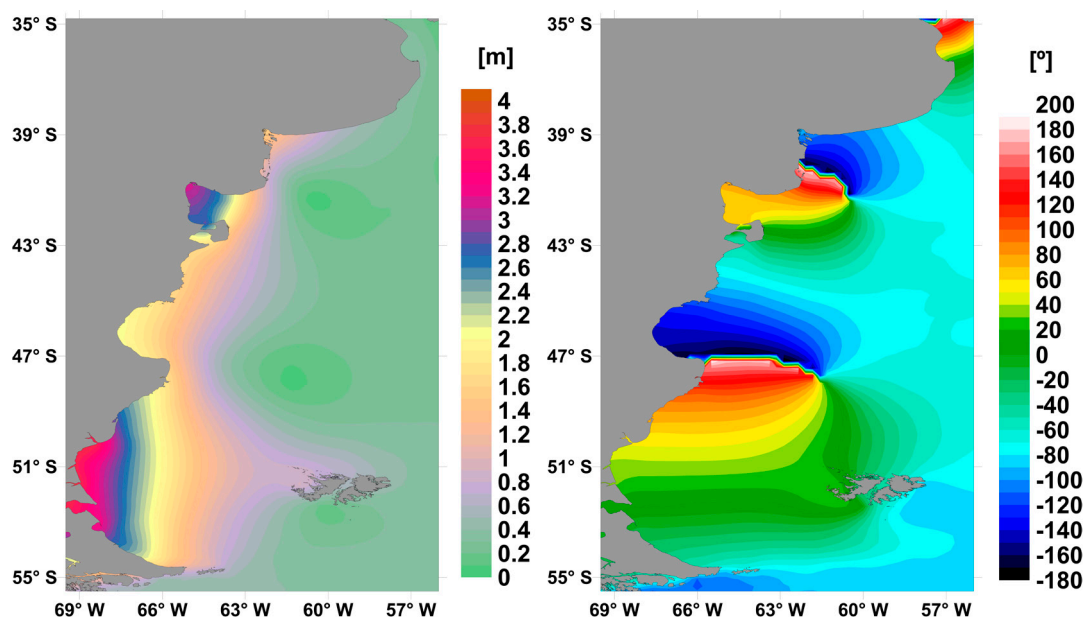 35° S
39° S
43° S
47° S
51° S
55° S
69° W
66° W
63° W
60° W
57° W
[m]
4
3.8
3.6
3.4
3.2
3
2.8
2.6
2.4
2.2
2
1.8
1.6
1.4
1.2
1
0.8
0.6
0.4
0.2
0
35° S
39° S
43° S
47° S
51° S
55° S
69° W
66° W
63° W
60° W
57° W
[º]
200
190
160
140
120
100
80
60
40
20
0
-20
-40
-60
-80
-100
-120
-140
-160
-180